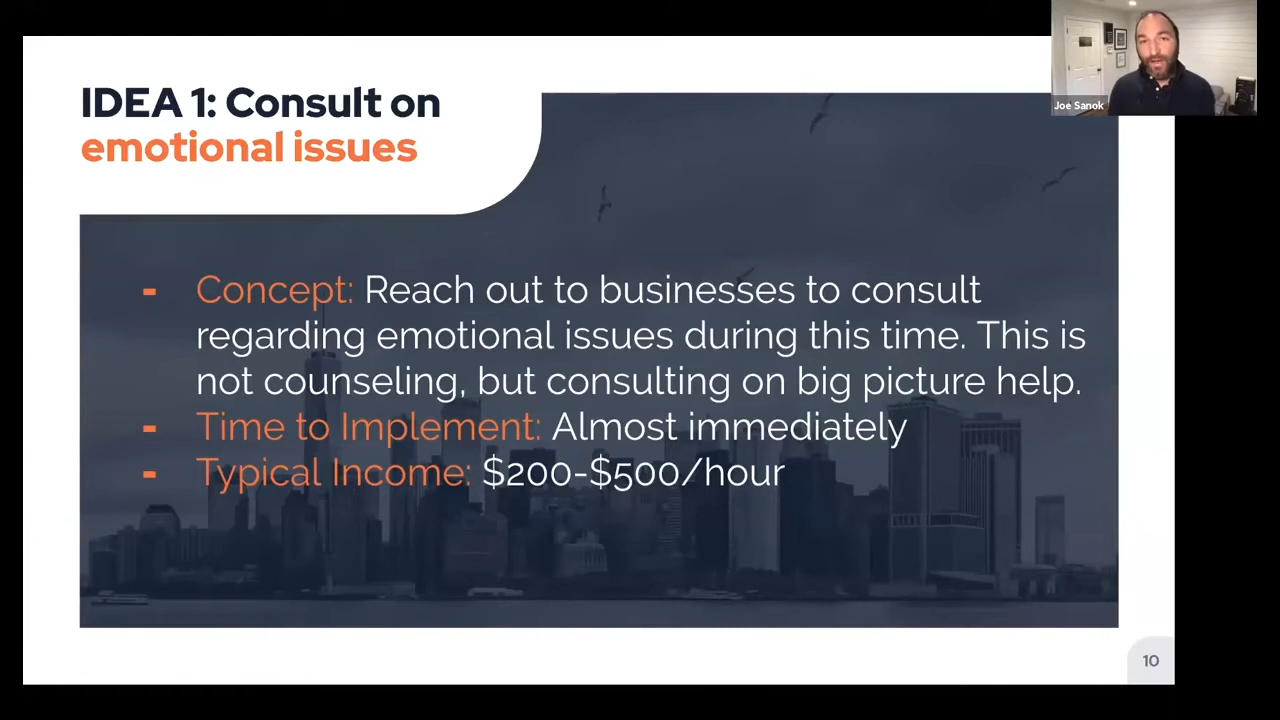 IDEA 1: Consult on
emotional issues
Joe Sanok
- Concept: Reach out to businesses to consult
regarding emotional issues during this time. This is
not counseling, but consulting on big picture help.
- Time to Implement: Almost immediately
- Typical Income: $200-$500/hour
10